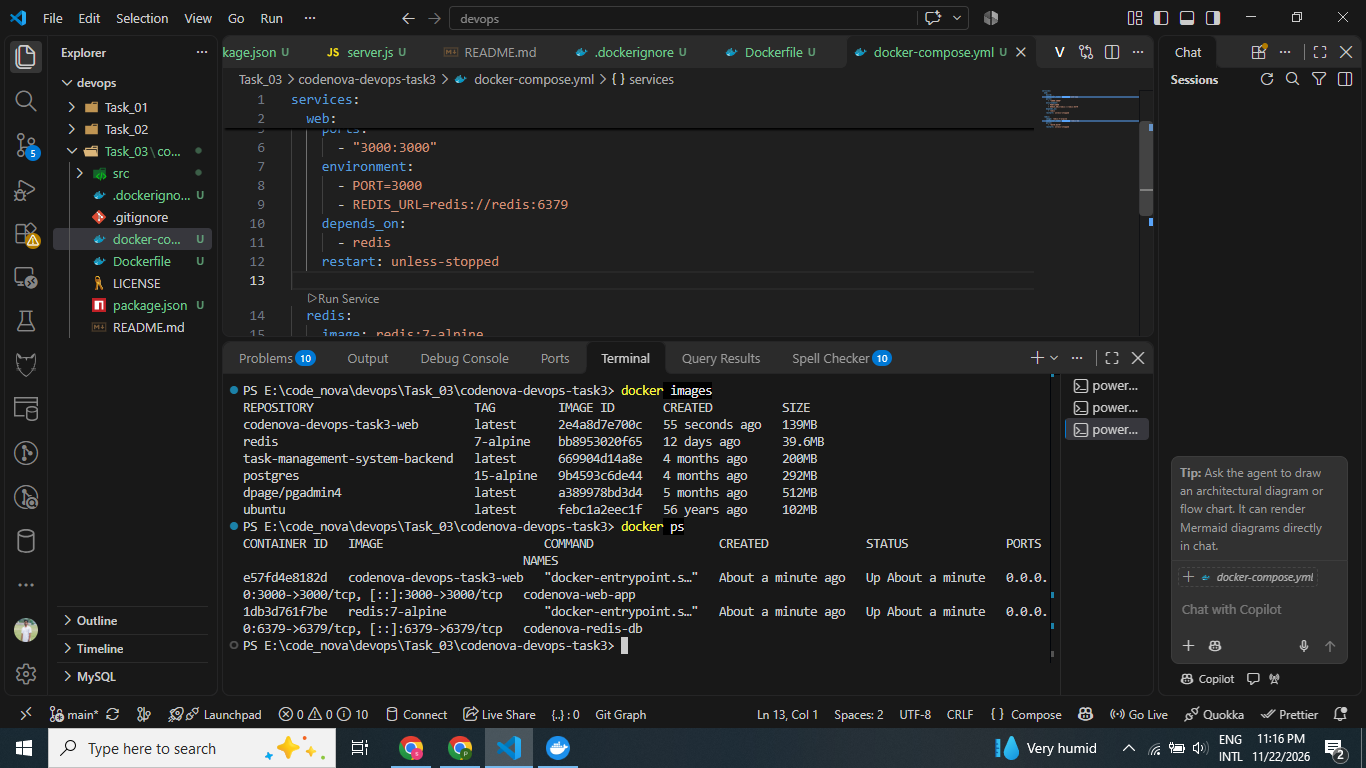 File Edit Selection View Go Run ···
devops
Explorer ···
devops
Task_01
Task_02
Task_03 \ co...
src
.dockerigno... U
.gitignore
docker-co... U
Dockerfile U
LICENSE
package.json U
README.md
Outline
Timeline
MySQL
5
kage.json U
JS server.js U
README.md
.dockerignore U
Dockerfile U
docker-compose.yml U
V ···
Task_03 > codenova-devops-task3 > docker-compose.yml > { } services
1 services:
2 web:
5 ports:
6 - "3000:3000"
7 environment:
8 - PORT=3000
9 - REDIS_URL=redis://redis:6379
10 depends_on:
11 - redis
12 restart: unless-stopped
13
Run Service
14 redis:
15 image: redis:7-alpine
Problems 10 Output Debug Console Ports Terminal Query Results Spell Checker 10 ···
PS E:\code_nova\devops\Task_03\codenova-devops-task3> docker images
REPOSITORY TAG IMAGE ID CREATED SIZE
codenova-devops-task3-web latest 2e4a8d7e700c 55 seconds ago 139MB
redis 7-alpine bb8953020f65 12 days ago 39.6MB
task-management-system-backend latest 669904d14a8e 4 months ago 200MB
postgres 15-alpine 9b4593c6de44 4 months ago 292MB
dpage/pgadmin4 latest a389978bd3d4 5 months ago 512MB
ubuntu latest febc1a2eec1f 56 years ago 102MB
PS E:\code_nova\devops\Task_03\codenova-devops-task3> docker ps
CONTAINER ID IMAGE COMMAND CREATED STATUS PORTS
NAMES
e57fd4e8182d codenova-devops-task3-web "docker-entrypoint.s…" About a minute ago Up About a minute 0.0.0.
0:3000->3000/tcp, [::]:3000->3000/tcp codenova-web-app
1db3d761f7be redis:7-alpine "docker-entrypoint.s…" About a minute ago Up About a minute 0.0.0.
0:6379->6379/tcp, [::]:6379->6379/tcp codenova-redis-db
PS E:\code_nova\devops\Task_03\codenova-devops-task3>
power...
power...
power...
Chat ···
Sessions
Tip: Ask the agent to draw
an architectural diagram or
flow chart. It can render
Mermaid diagrams directly
in chat.
docker-compose.yml
Chat with Copilot
Copilot
main* Launchpad 0 0 10 Connect Live Share {..} : 0 Git Graph Ln 13, Col 1 Spaces: 2 UTF-8 CRLF { } Compose Go Live Quokka Prettier
Type here to search
Very humid
ENG
INTL
11:16 PM
11/22/2026
2